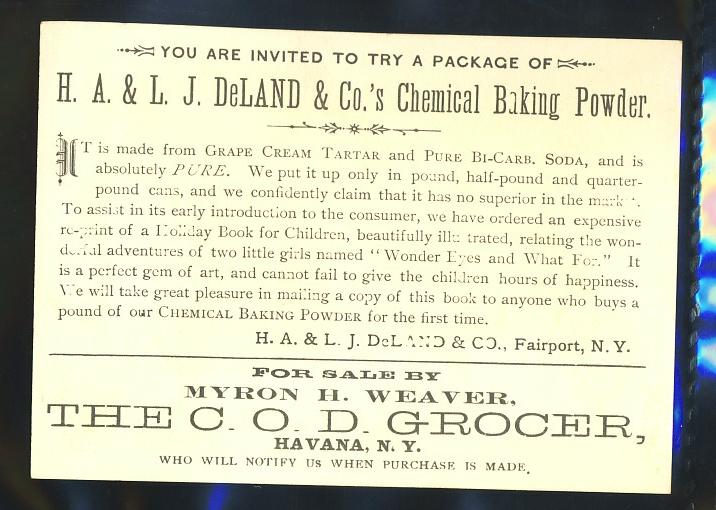 YOU ARE INVITED TO TRY A PACKAGE OF
H. A. & L. J. DeLAND & Co.'s Chemical Baking Powder.
IT is made from GRAPE CREAM TARTAR and PURE BI-CARB. SODA, and is
absolutely PURE. We put it up only in pound, half-pound and quarter-
pound cans, and we confidently claim that it has no superior in the market.
To assist in its early introduction to the consumer, we have ordered an expensive
re-print of a Holiday Book for Children, beautifully illustrated, relating the won-
derful adventures of two little girls named "Wonder Eyes and What For." It
is a perfect gem of art, and cannot fail to give the children hours of happiness.
We will take great pleasure in mailing a copy of this book to anyone who buys a
pound of our CHEMICAL BAKING POWDER for the first time.
H. A. & L. J. DeLAND & CO., Fairport, N. Y.
FOR SALE BY
MYRON H. WEAVER,
THE C. O. D. GROCER,
HAVANA, N. Y.
WHO WILL NOTIFY US WHEN PURCHASE IS MADE.